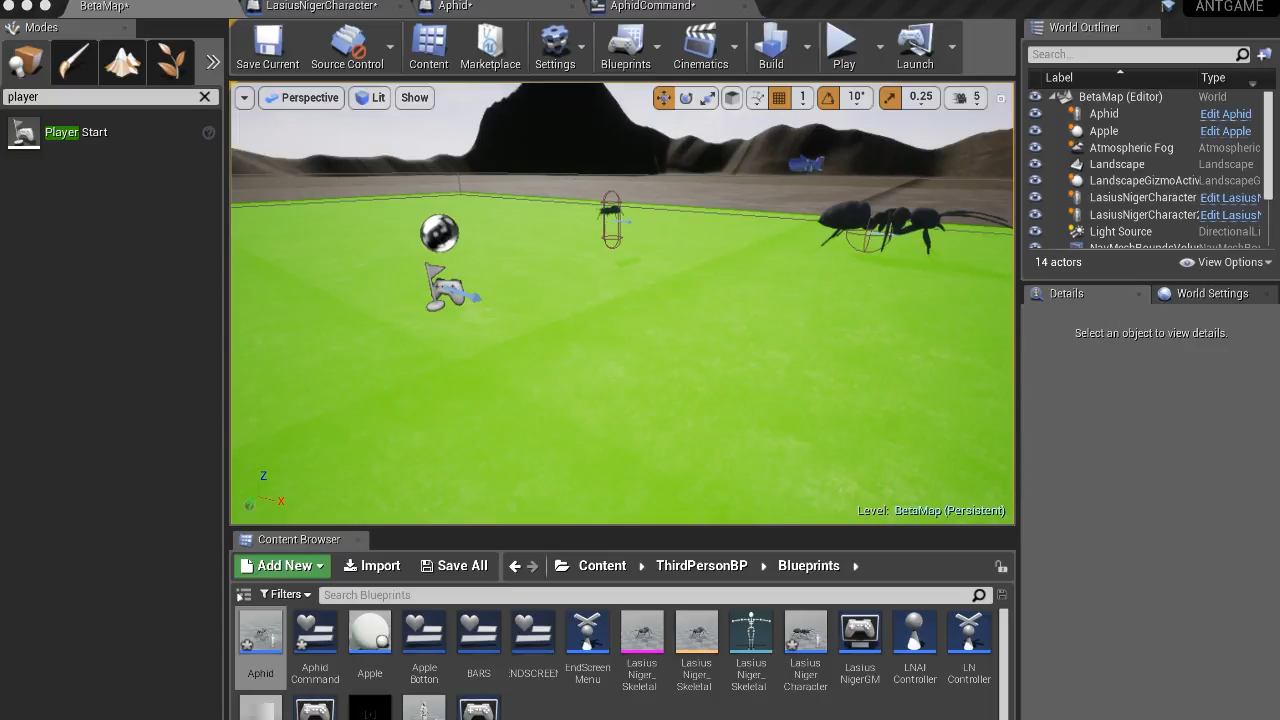 BetaMap*
LasiusNigerCharacter*
Aphid*
AphidCommand*
ANTGAME
Modes
player
Player Start
Save Current
Source Control
Content
Marketplace
Settings
Blueprints
Cinematics
Build
Play
Launch
Perspective
Lit
Show
1
10°
0.25
5
Z
X
Level: BetaMap (Persistent)
World Outliner
Search...
Label
Type
BetaMap (Editor) World
Aphid Edit Aphid
Apple Edit Apple
Atmospheric Fog Atmospheric
Landscape Landscape
LandscapeGizmoActiv LandscapeG
LasiusNigerCharacter Edit LasiusN
LasiusNigerCharacter Edit LasiusN
Light Source DirectionalLi
14 actors
View Options
Details
World Settings
Select an object to view details.
Content Browser
Add New
Import
Save All
Content
ThirdPersonBP
Blueprints
Filters
Search Blueprints
Aphid
Aphid
Command
Apple
Apple
Botton
BARS
ENDSCREEN
EndScreen
Menu
Lasius
Niger_
Skeletal
Lasius
Niger_
Skeletal
Lasius
Niger_
Skeletal
Lasius
Niger
Character
Lasius
NigerGM
LNAI
Controller
LN
Controller